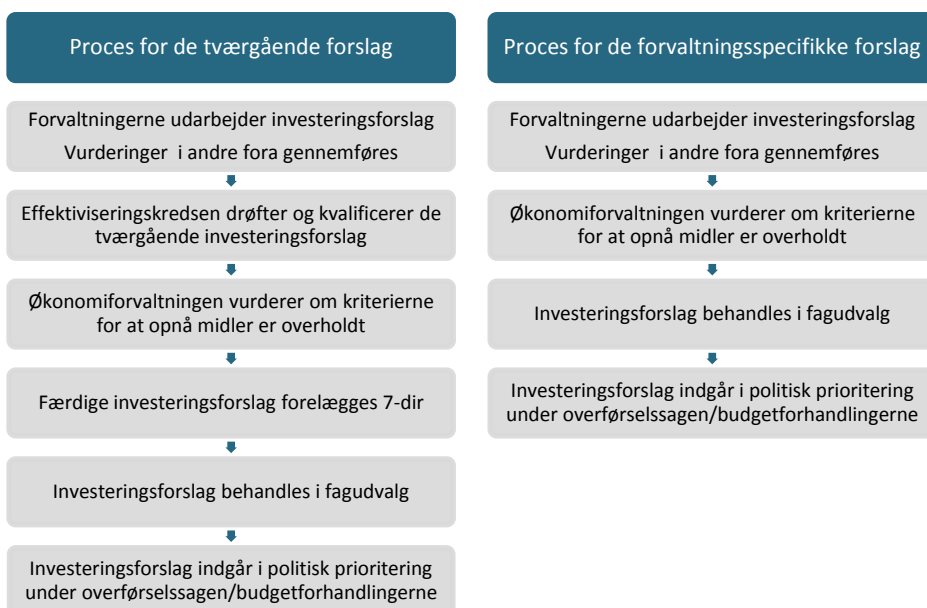 Proces for de tværgående forslag
Forvaltningerne udarbejder investeringsforslag
Vurderinger i andre fora gennemføres
Effektiviseringskredsen drøfter og kvalificerer de
tværgående investeringsforslag
Økonomiforvaltningen vurderer om kriterierne
for at opnå midler er overholdt
Færdige investeringsforslag forelægges 7-dir
Investeringsforslag behandles i fagudvalg
Investeringsforslag indgår i politisk prioritering
under overførselssagen/budgetforhandlingerne
Proces for de forvaltningsspecifikke forslag
Forvaltningerne udarbejder investeringsforslag
Vurderinger i andre fora gennemføres
Økonomiforvaltningen vurderer om kriterierne
for at opnå midler er overholdt
Investeringsforslag behandles i fagudvalg
Investeringsforslag indgår i politisk prioritering
under overførselssagen/budgetforhandlingerne